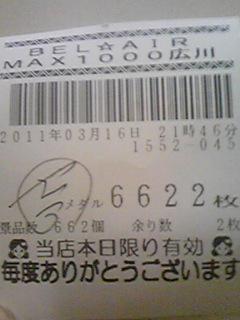 BEL☆AIR
MAX1000広川
2011年03月16日 21時46分
1552-045
メダル 6622枚
景品数 662個 余り数 2枚
当店本日限り有効
毎度ありがとうございます